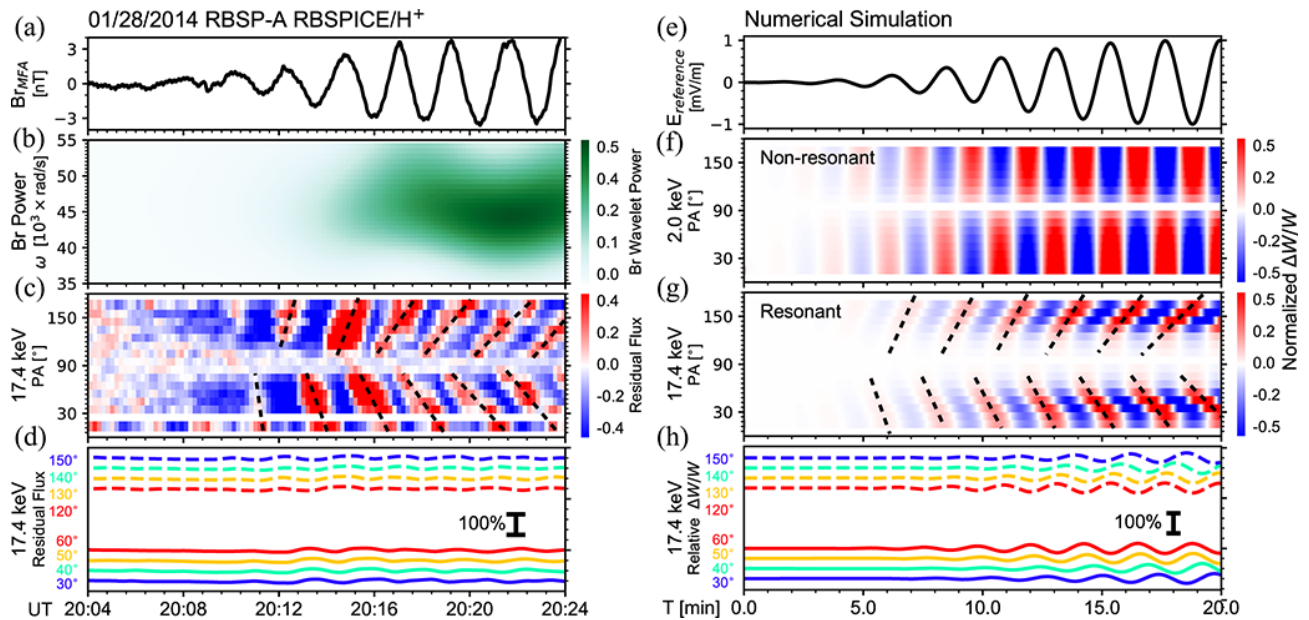 01/28/2014 RBSP-A RBSPICE/H+
(a)
Br_MFA
[nT]
3
0
−3
(b)
Br Power
ω [10³ × rad/s]
55
50
45
40
35
0.5
0.4
0.2
0.1
0.0
Br Wavelet Power
(c)
17.4 keV
PA [°]
150
90
90
30
0.4
0.2
0.0
-0.2
-0.4
Residual Flux
(d)
17.4 keV
Residual Flux
150°
140°
130°
120°
60°
50°
40°
30°
100%
UT
20:04
20:08
20:12
20:16
20:20
20:24
Numerical Simulation
(e)
E_reference
[mV/m]
1
0
−1
(f)
2.0 keV
PA [°]
150
90
30
Non-resonant
0.5
0.2
0.0
-0.2
-0.5
Normalized ΔW/W
(g)
17.4 keV
PA [°]
150
90
30
Resonant
0.5
0.2
0.0
-0.2
-0.5
(h)
17.4 keV
Relative ΔW/W
150°
140°
130°
120°
60°
50°
40°
30°
100%
T [min]
0.0
5.0
10.0
15.0
20.0